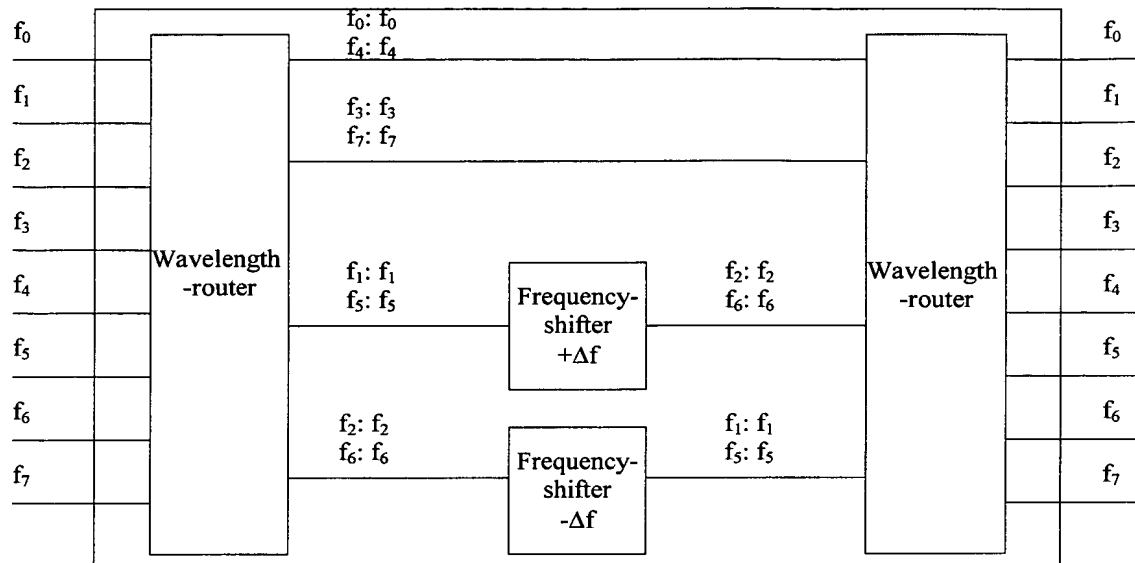 f₀
f₁
f₂
f₃
f₄
f₅
f₆
f₇
Wavelength
-router
f₀: f₀
f₄: f₄
f₃: f₃
f₇: f₇
f₁: f₁
f₅: f₅
f₂: f₂
f₆: f₆
Frequency-
shifter
+Δf
Frequency-
shifter
-Δf
f₂: f₂
f₆: f₆
f₁: f₁
f₅: f₅
Wavelength
-router
f₀
f₁
f₂
f₃
f₄
f₅
f₆
f₇